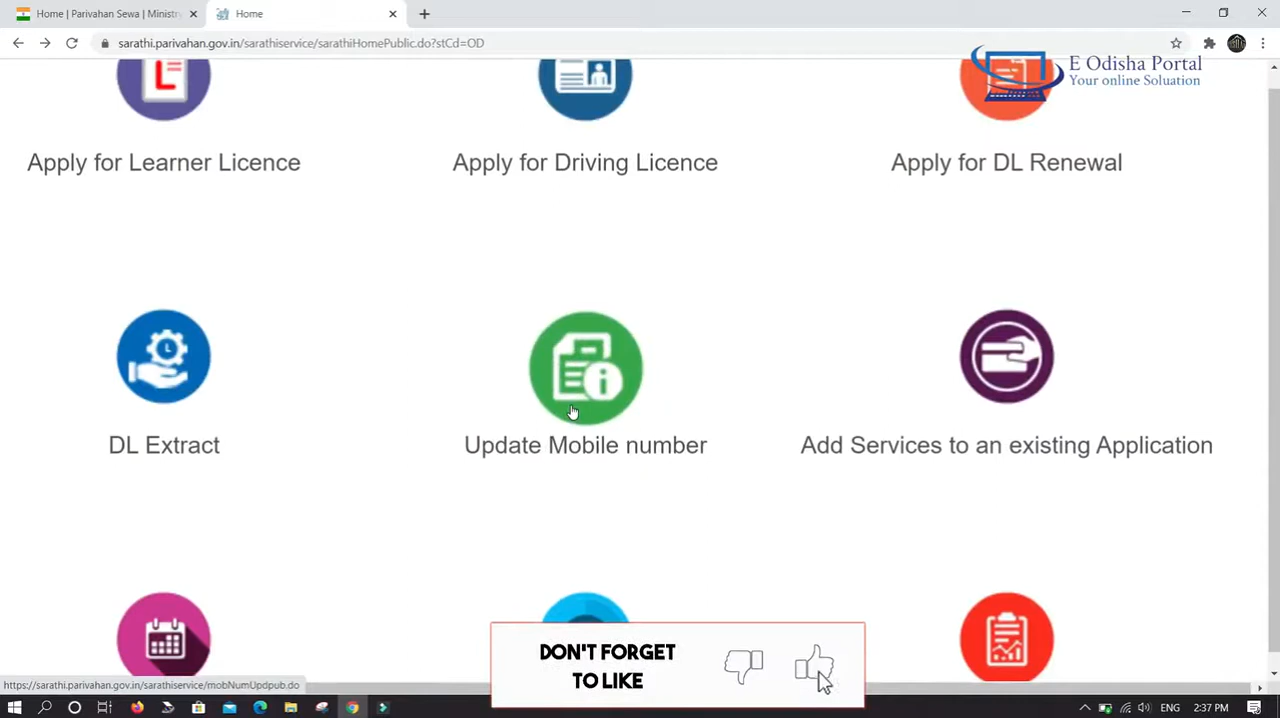 Home | Parivahan Sewa | Ministr
Home
sarathi.parivahan.gov.in/sarathiservice/sarathiHomePublic.do?stCd=OD
E Odisha Portal
Your online Soluation
L
Apply for Learner Licence
Apply for Driving Licence
Apply for DL Renewal
i
DL Extract
Update Mobile number
Add Services to an existing Application
DON'T FORGET
TO LIKE
https://sarathi.parivahan.gov.in/sarathiservice/mobNumUpdpub.do
ENG
2:37 PM